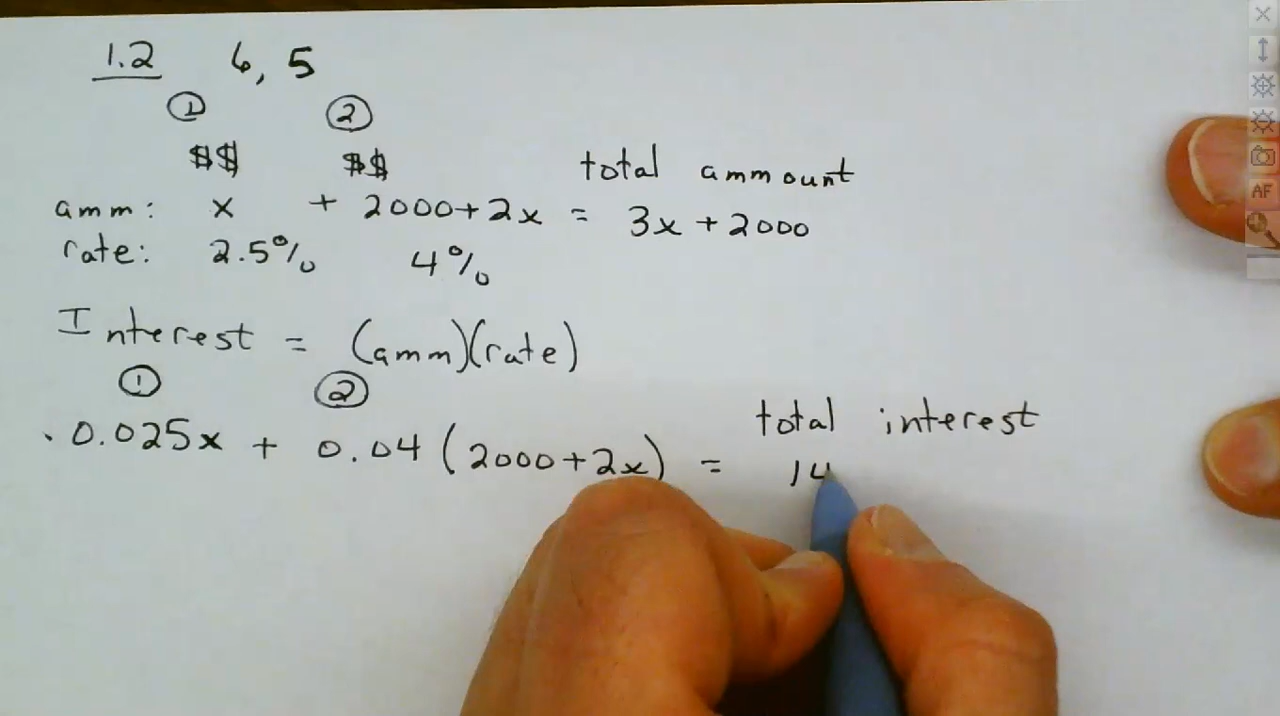 1.2 6, 5
① ②
$$ $$ total ammount
amm: x + 2000+2x = 3x+2000
rate: 2.5% 4%
Interest = (amm)(rate)
① ②
0.025x + 0.04(2000+2x) = total interest
14
AF